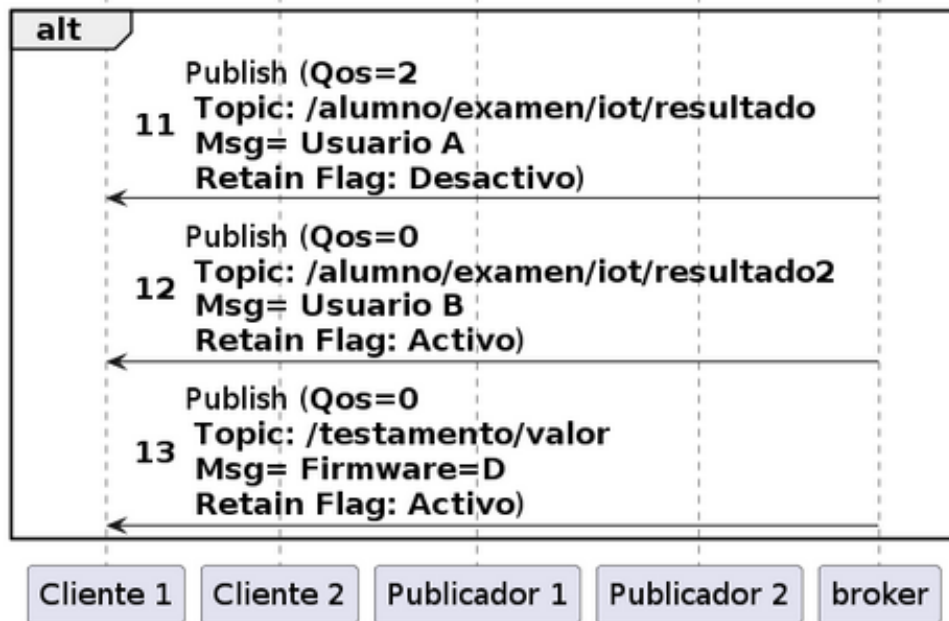 alt
Publish (Qos=2
Topic: /alumno/examen/iot/resultado
11
Msg= Usuario A
Retain Flag: Desactivo)
Publish (Qos=0
Topic: /alumno/examen/iot/resultado2
12
Msg= Usuario B
Retain Flag: Activo)
Publish (Qos=0
Topic: /testamento/valor
13
Msg= Firmware=D
Retain Flag: Activo)
Cliente 1 Cliente 2 Publicador 1 Publicador 2 broker